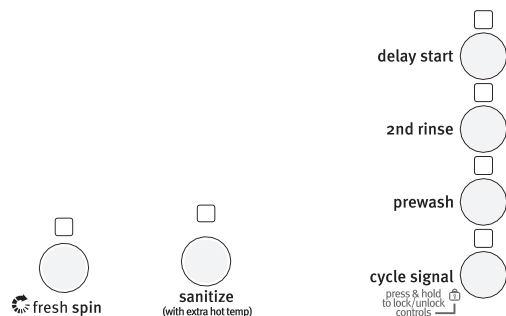 delay start
2nd rinse
prewash
cycle signal
press & hold
to lock/unlock
controls
fresh spin
sanitize
(with extra hot temp)